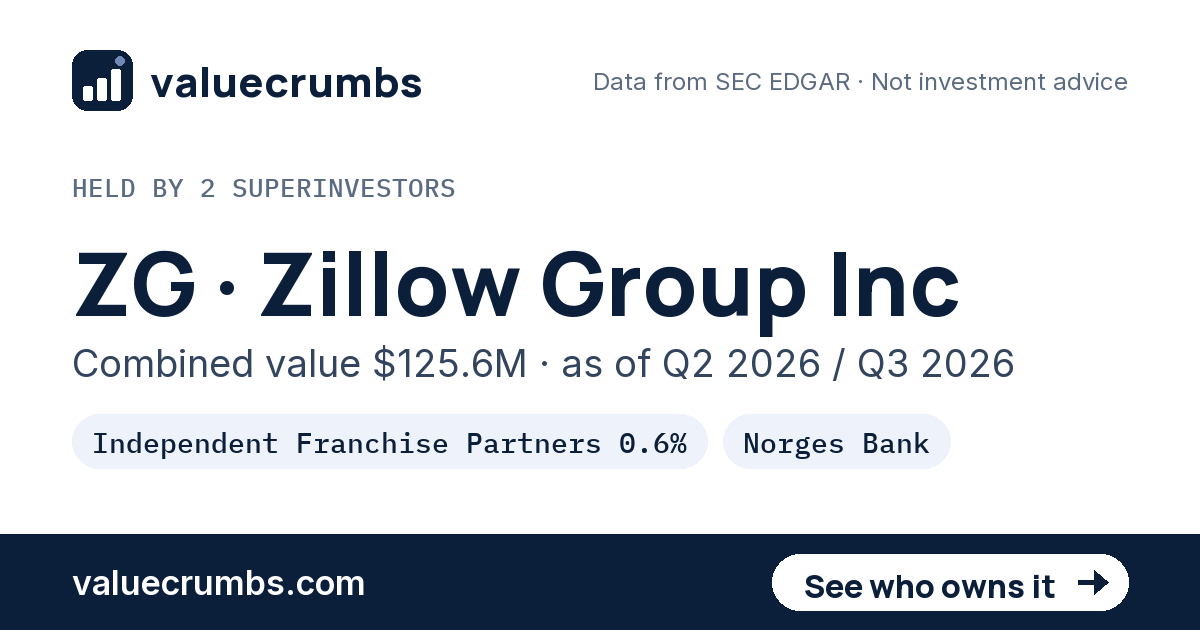 valuecrumbs
Data from SEC EDGAR · Not investment advice
HELD BY 2 SUPERINVESTORS
ZG · Zillow Group Inc
Combined value $125.6M · as of Q2 2026 / Q3 2026
Independent Franchise Partners 0.6%
Norges Bank
valuecrumbs.com
See who owns it →